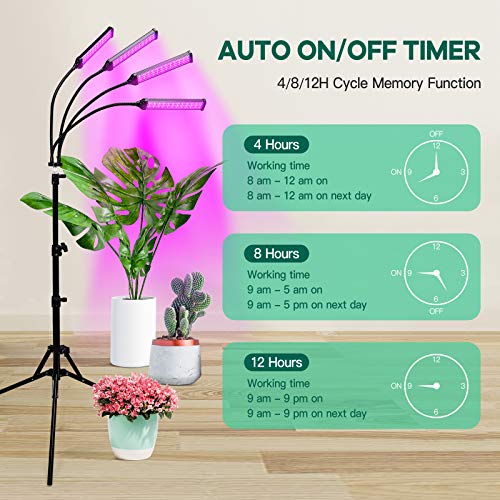 AUTO ON/OFF TIMER
4/8/12H Cycle Memory Function
4 Hours
Working time
8 am – 12 am on
8 am – 12 am on next day
OFF
12
ON 9 3
6
8 Hours
Working time
9 am – 5 am on
9 am – 5 pm on next day
12
ON 9 3
6
OFF
12 Hours
Working time
9 am – 9 pm on
9 am – 9 pm on next day
12
ON 9 3
6
OFF